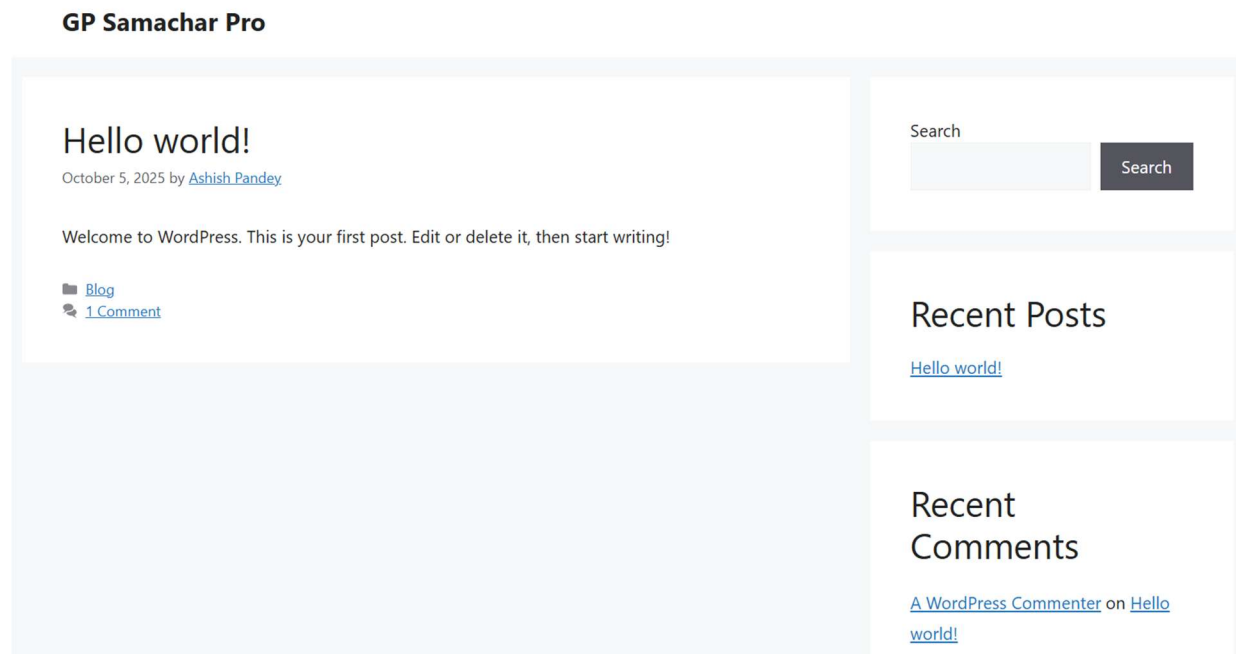 GP Samachar Pro
Hello world!
October 5, 2025 by Ashish Pandey
Welcome to WordPress. This is your first post. Edit or delete it, then start writing!
Blog
1 Comment
Search
Search
Recent Posts
Hello world!
Recent
Comments
A WordPress Commenter on Hello
world!